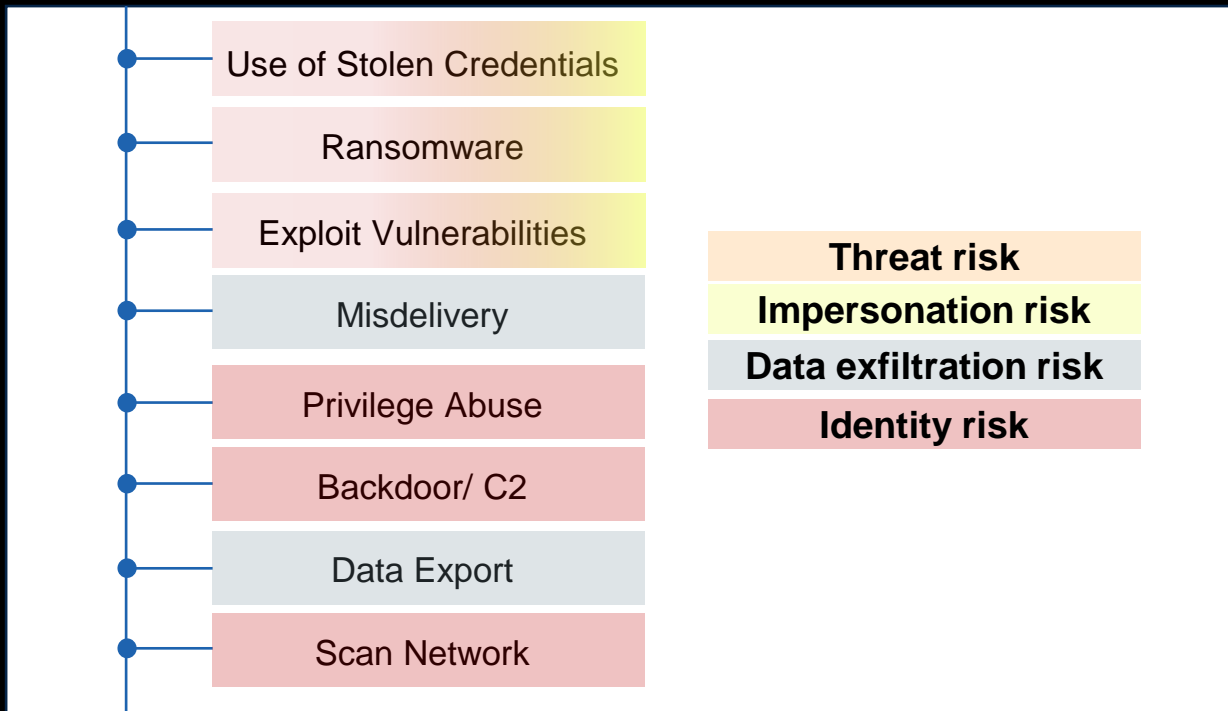 Use of Stolen Credentials
Ransomware
Exploit Vulnerabilities
Misdelivery
Privilege Abuse
Backdoor/ C2
Data Export
Scan Network
Threat risk
Impersonation risk
Data exfiltration risk
Identity risk